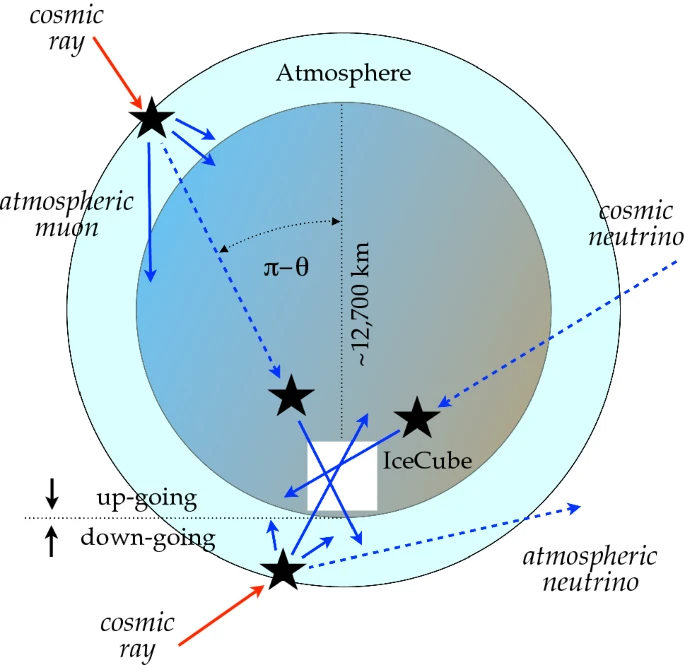 cosmic
ray
Atmosphere
atmospheric
muon
cosmic
neutrino
π−θ
~12,700 km
IceCube
up-going
down-going
atmospheric
neutrino
cosmic
ray